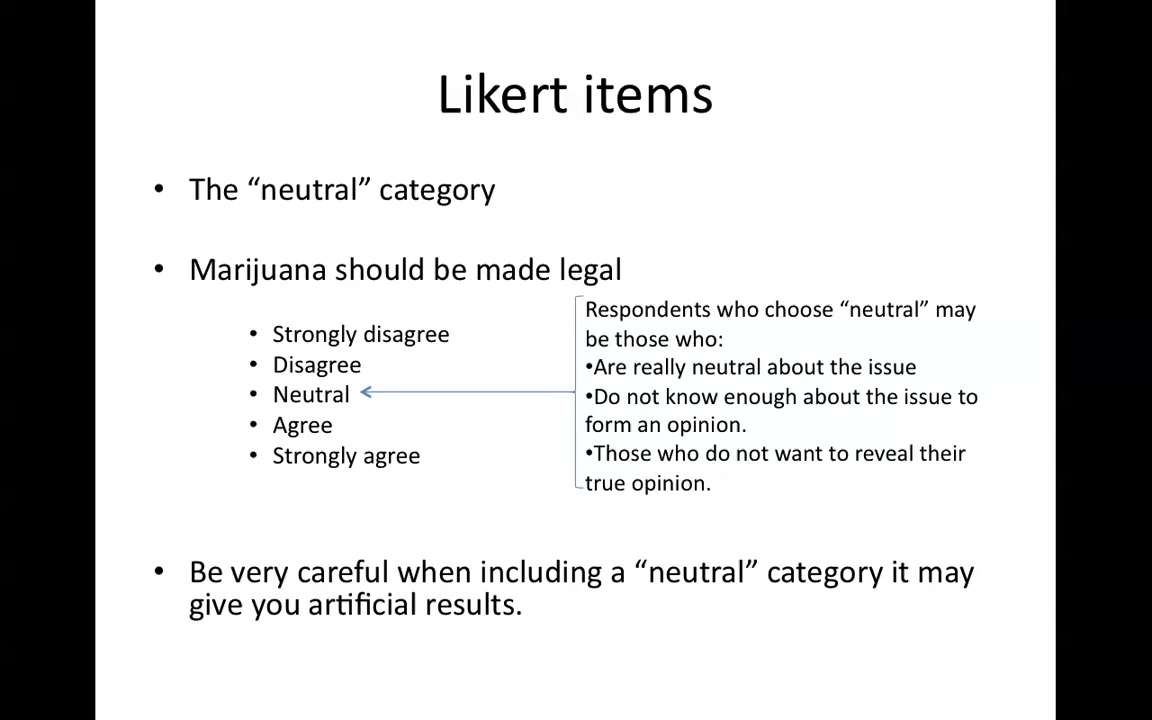 Likert items
• The “neutral” category
• Marijuana should be made legal
• Strongly disagree
• Disagree
• Neutral
• Agree
• Strongly agree
Respondents who choose “neutral” may
be those who:
•Are really neutral about the issue
•Do not know enough about the issue to
form an opinion.
•Those who do not want to reveal their
true opinion.
• Be very careful when including a “neutral” category it may
give you artificial results.